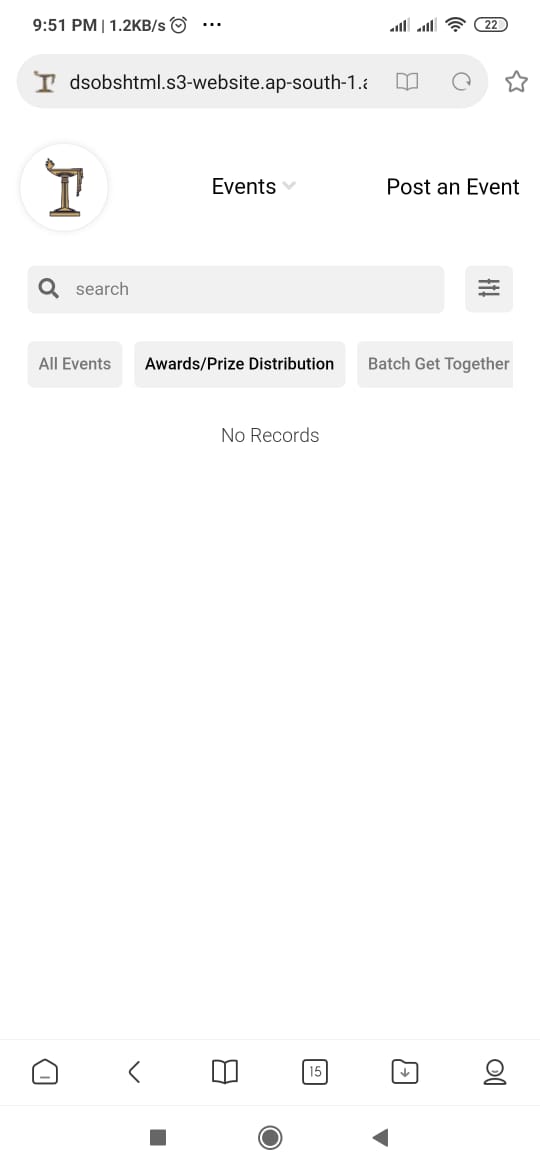 9:51 PM | 1.2KB/s ...
22
dsobshtml.s3-website.ap-south-1.a
Events
Post an Event
search
All Events
Awards/Prize Distribution
Batch Get Together
No Records
15